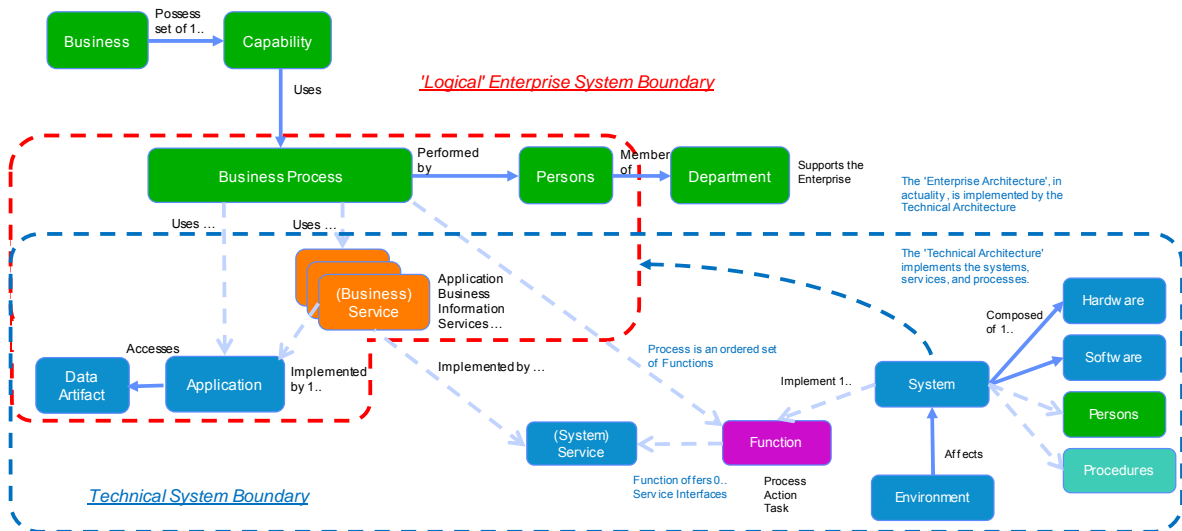 Possess
set of 1..
Business
Capability
'Logical' Enterprise System Boundary
Uses
Business Process
Performed
by
Persons
Member
of
Department
Supports the
Enterprise
The 'Enterprise Architecture', in
actuality, is implemented by the
Technical Architecture
Uses ...
Uses ...
The 'Technical Architecture'
implements the systems,
services, and processes.
(Business)
Service
Application
Business
Information
Services ...
Hardware
Composed
of 1..
Software
Accesses
Data
Artifact
Application
Implemented
by 1..
Implemented by ...
Process is an ordered set
of Functions
Implement 1..
System
Persons
(System)
Service
Function
Affects
Procedures
Function offers 0..
Service Interfaces
Process
Action
Task
Environment
Technical System Boundary